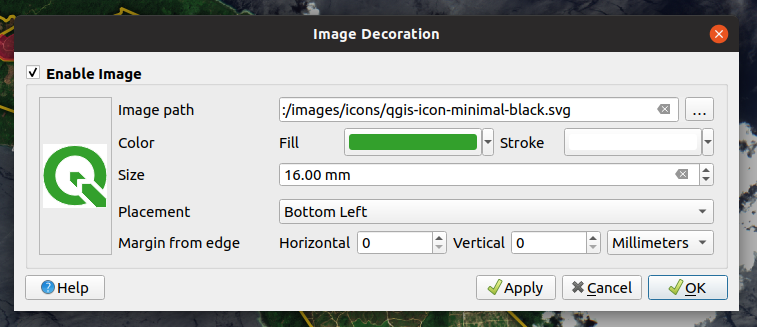 Image Decoration
Enable Image
Image path :/images/icons/qgis-icon-minimal-black.svg ...
Color Fill Stroke
Size 16.00 mm
Placement Bottom Left
Margin from edge Horizontal 0 Vertical 0 Millimeters
Help Apply Cancel OK